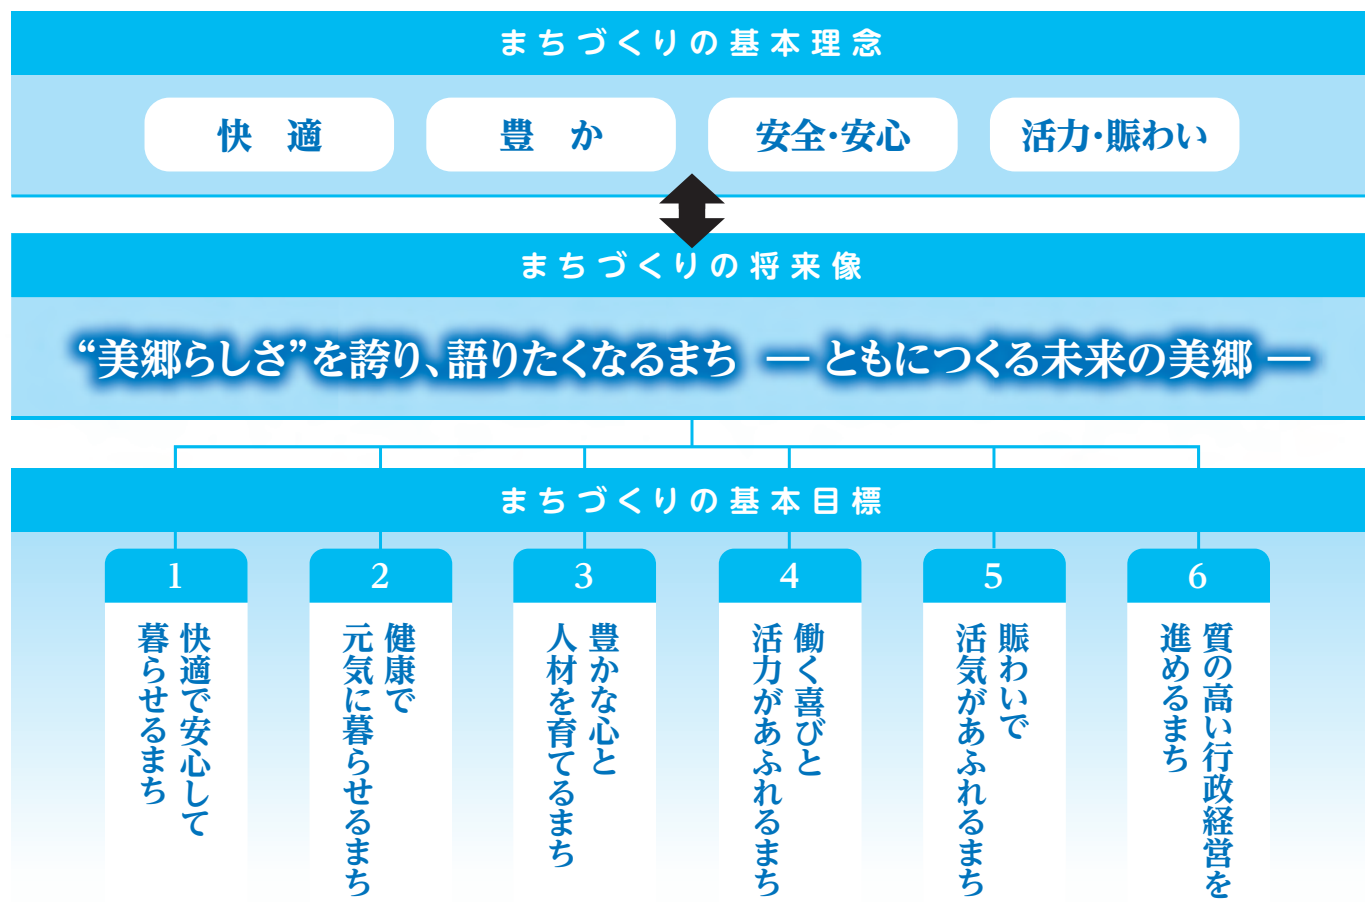 まちづくりの基本理念
快 適
豊 か
安全・安心
活力・賑わい
まちづくりの将来像
“美郷らしさ”を誇り、語りたくなるまち ― ともにつくる未来の美郷 ―
まちづくりの基本目標
1
快適で安心して
暮らせるまち
2
健康で
元気に暮らせるまち
3
豊かな心と
人材を育てるまち
4
働く喜びと
活力があふれるまち
5
賑わいで
活気があふれるまち
6
質の高い行政経営を
進めるまち